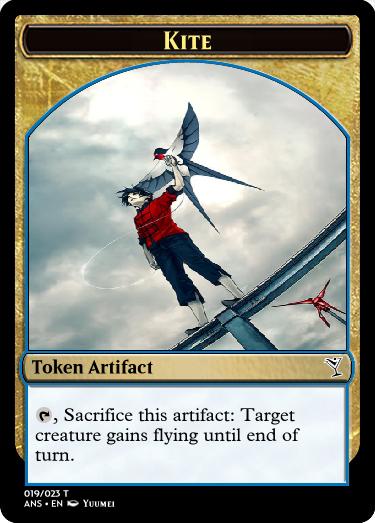 KITE
Token Artifact
, Sacrifice this artifact: Target
creature gains flying until end of
turn.
019/023 T
ANS • EN YUUMEI